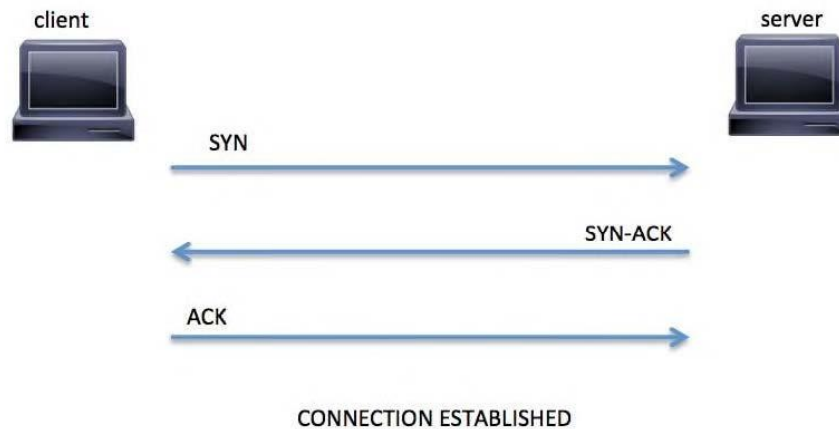 client
server
SYN
SYN-ACK
ACK
CONNECTION ESTABLISHED